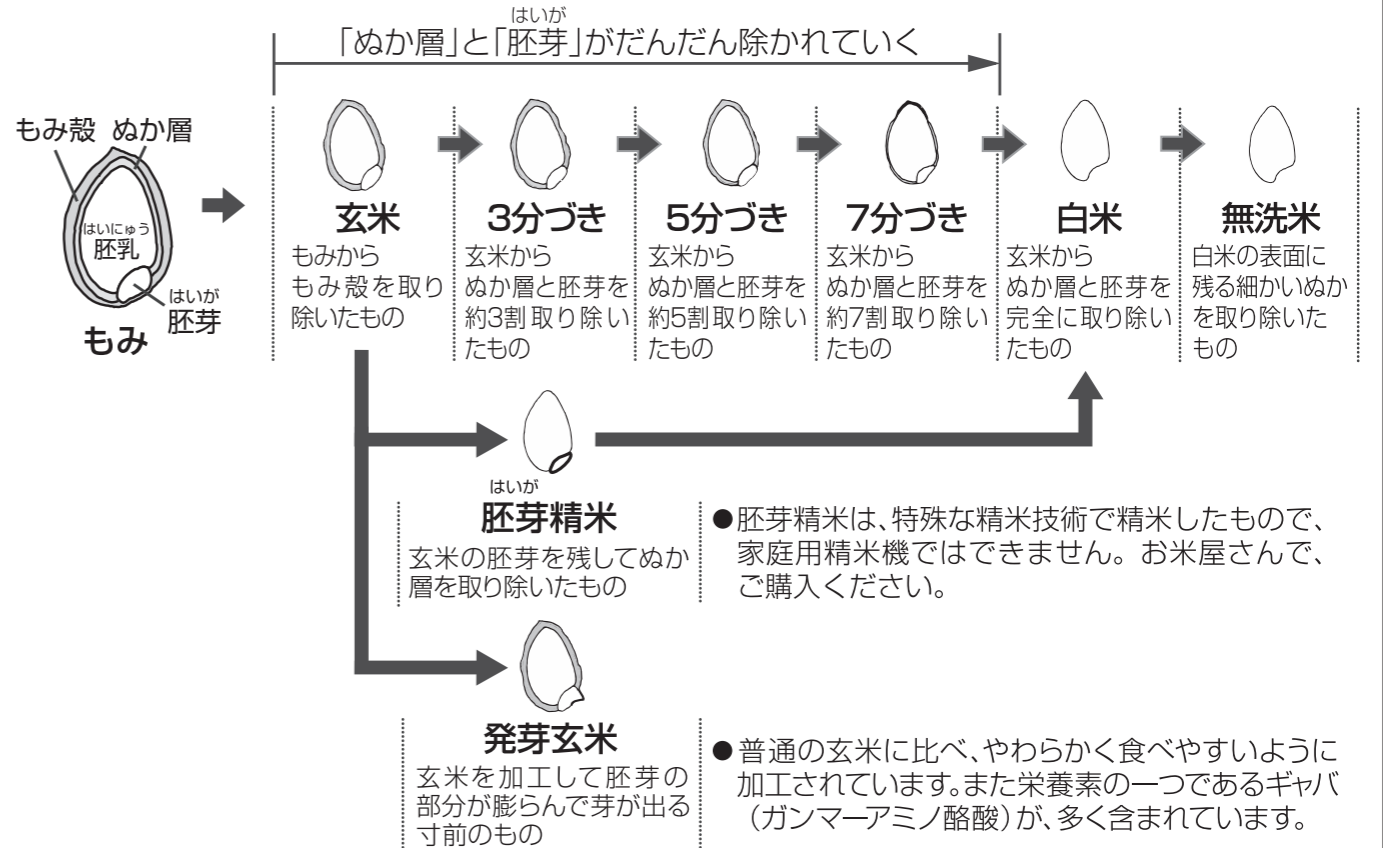 「ぬか層」と「胚芽」がだんだん除かれていく
はいが
もみ殻 ぬか層
はいにゅう
胚乳
はいが
胚芽
もみ
玄米
もみから
もみ殻を取り
除いたもの
3分づき
玄米から
ぬか層と胚芽を
約3割取り除い
たもの
5分づき
玄米から
ぬか層と胚芽を
約5割取り除い
たもの
7分づき
玄米から
ぬか層と胚芽を
約7割取り除い
たもの
白米
玄米から
ぬか層と胚芽を
完全に取り除い
たもの
無洗米
白米の表面に
残る細かいぬか
を取り除いた
もの
はいが
胚芽精米
玄米の胚芽を残してぬか
層を取り除いたもの
●胚芽精米は、特殊な精米技術で精米したもので、
家庭用精米機ではできません。お米屋さんで、
ご購入ください。
発芽玄米
玄米を加工して胚芽の
部分が膨らんで芽が出る
寸前のもの
●普通の玄米に比べ、やわらかく食べやすいように
加工されています。また栄養素の一つであるギャバ
（ガンマーアミノ酪酸）が、多く含まれています。